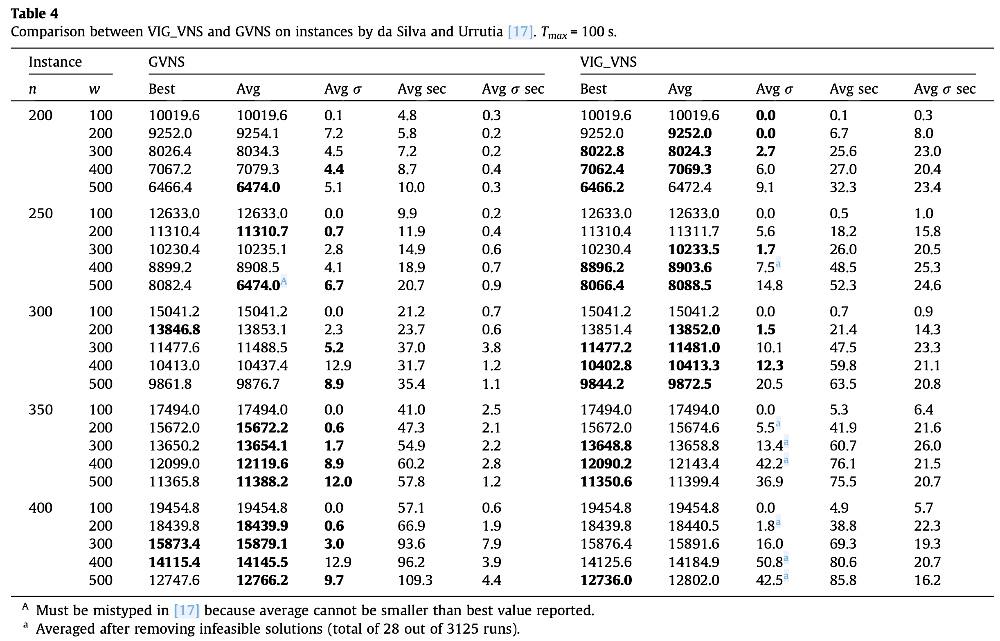 Table 4
Comparison between VIG_VNS and GVNS on instances by da Silva and Urrutia [17]. Tmax = 100 s.
Instance GVNS VIG_VNS
n w Best Avg Avg σ Avg sec Avg σ sec Best Avg Avg σ Avg sec Avg σ sec
200 100 10019.6 10019.6 0.1 4.8 0.3 10019.6 10019.6 0.0 0.1 0.3
200 9252.0 9254.1 7.2 5.8 0.2 9252.0 9252.0 0.0 6.7 8.0
300 8026.4 8034.3 4.5 7.2 0.2 8022.8 8024.3 2.7 25.6 23.0
400 7067.2 7079.3 4.4 8.7 0.4 7062.4 7069.3 6.0 27.0 20.4
500 6466.4 6474.0 5.1 10.0 0.3 6466.2 6472.4 9.1 32.3 23.4
250 100 12633.0 12633.0 0.0 9.9 0.2 12633.0 12633.0 0.0 0.5 1.0
200 11310.4 11310.7 0.7 11.9 0.4 11310.4 11311.7 5.6 18.2 15.8
300 10230.4 10235.1 2.8 14.9 0.6 10230.4 10233.5 1.7 26.0 20.5
400 8899.2 8908.5 4.1 18.9 0.7 8896.2 8903.6 7.5a 48.5 25.3
500 8082.4 6474.0A 6.7 20.7 0.9 8066.4 8088.5 14.8 52.3 24.6
300 100 15041.2 15041.2 0.0 21.2 0.7 15041.2 15041.2 0.0 0.7 0.9
200 13846.8 13853.1 2.3 23.7 0.6 13851.4 13852.0 1.5 21.4 14.3
300 11477.6 11488.5 5.2 37.0 3.8 11477.2 11481.0 10.1 47.5 23.3
400 10413.0 10437.4 12.9 31.7 1.2 10402.8 10413.3 12.3 59.8 21.1
500 9861.8 9876.7 8.9 35.4 1.1 9844.2 9872.5 20.5 63.5 20.8
350 100 17494.0 17494.0 0.0 41.0 2.5 17494.0 17494.0 0.0 5.3 6.4
200 15672.0 15672.2 0.6 47.3 2.1 15672.0 15674.6 5.5a 41.9 21.6
300 13650.2 13654.1 1.7 54.9 2.2 13648.8 13658.8 13.4a 60.7 26.0
400 12099.0 12119.6 8.9 60.2 2.8 12090.2 12143.4 42.2a 76.1 21.5
500 11365.8 11388.2 12.0 57.8 1.2 11350.6 11399.4 36.9 75.5 20.7
400 100 19454.8 19454.8 0.0 57.1 0.6 19454.8 19454.8 0.0 4.9 5.7
200 18439.8 18439.9 0.6 66.9 1.9 18439.8 18440.5 1.8a 38.8 22.3
300 15873.4 15879.1 3.0 93.6 7.9 15876.4 15891.6 16.0 69.3 19.3
400 14115.4 14145.5 12.9 96.2 3.9 14125.6 14184.9 50.8a 80.6 20.7
500 12747.6 12766.2 9.7 109.3 4.4 12736.0 12802.0 42.5a 85.8 16.2
A Must be mistyped in [17] because average cannot be smaller than best value reported.
a Averaged after removing infeasible solutions (total of 28 out of 3125 runs).